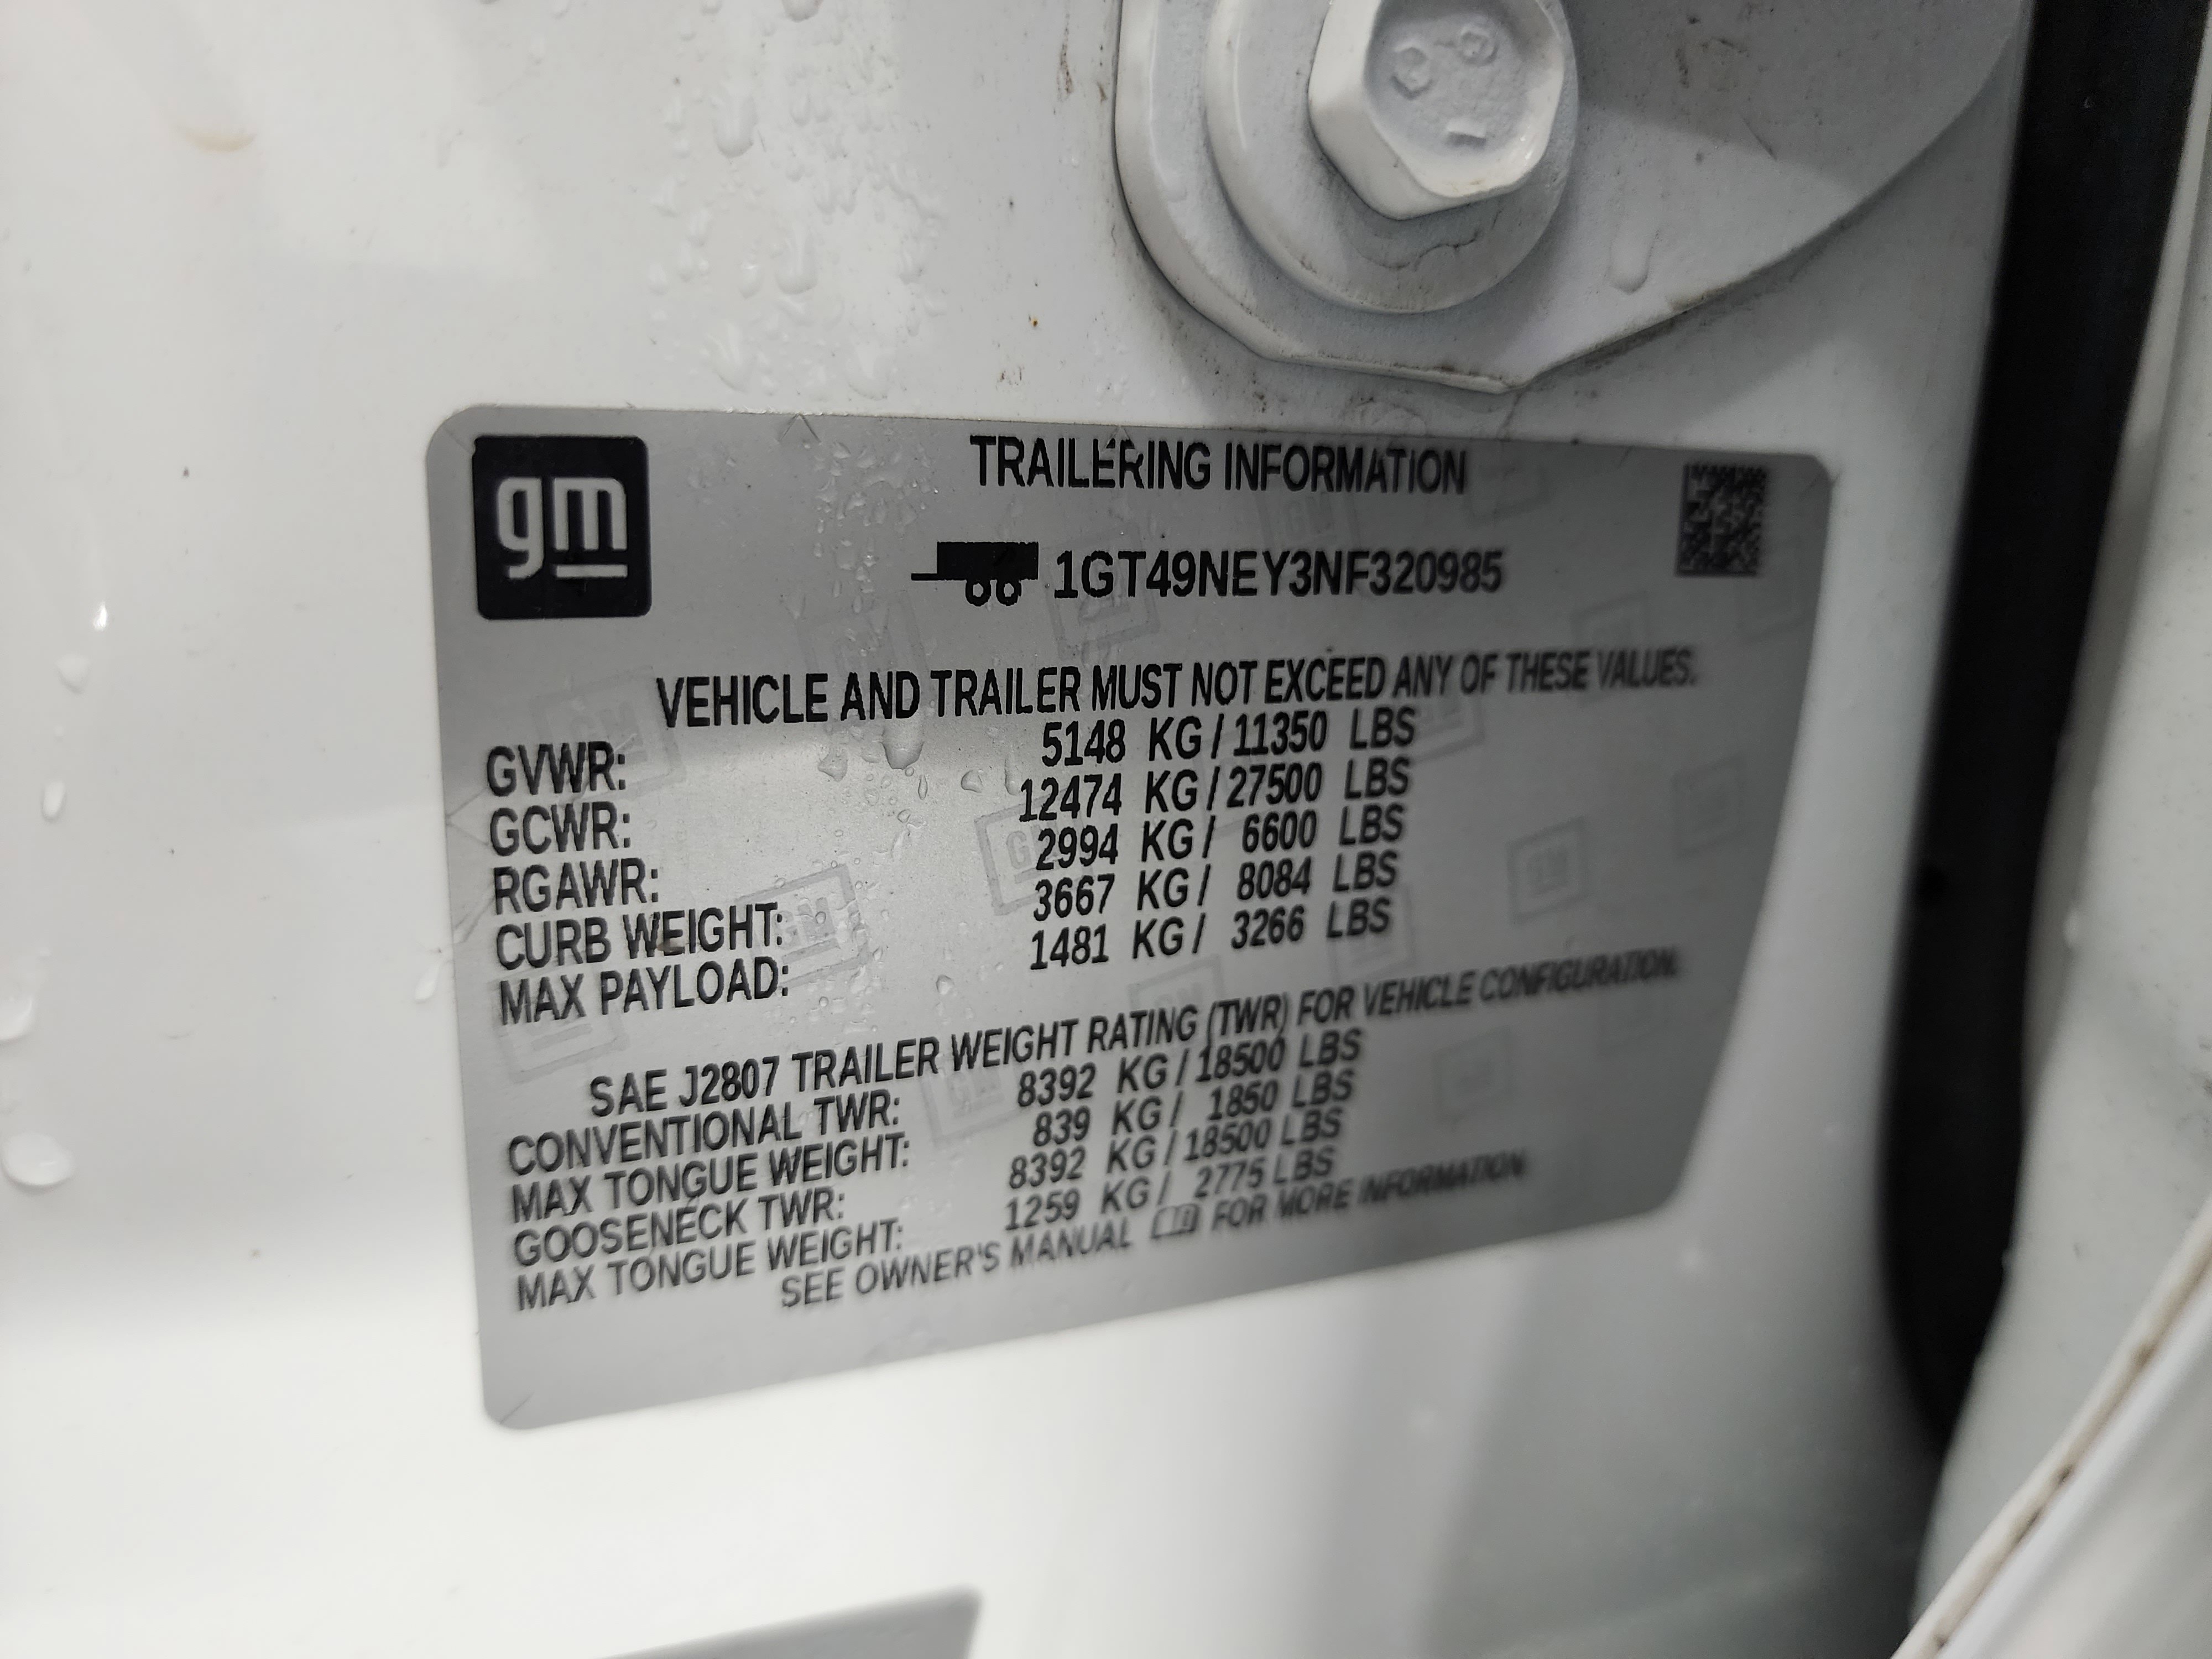 gm
TRAILERING INFORMATION
1GT49NEY3NF320985
VEHICLE AND TRAILER MUST NOT EXCEED ANY OF THESE VALUES.
GVWR: 5148 KG / 11350 LBS
GCWR: 12474 KG / 27500 LBS
RGAWR: 2994 KG / 6600 LBS
CURB WEIGHT: 3667 KG / 8084 LBS
MAX PAYLOAD: 1481 KG / 3266 LBS
SAE J2807 TRAILER WEIGHT RATING (TWR) FOR VEHICLE CONFIGURATION.
CONVENTIONAL TWR: 8392 KG / 18500 LBS
MAX TONGUE WEIGHT: 839 KG / 1850 LBS
GOOSENECK TWR: 8392 KG / 18500 LBS
MAX TONGUE WEIGHT: 1259 KG / 2775 LBS
SEE OWNER'S MANUAL FOR MORE INFORMATION.